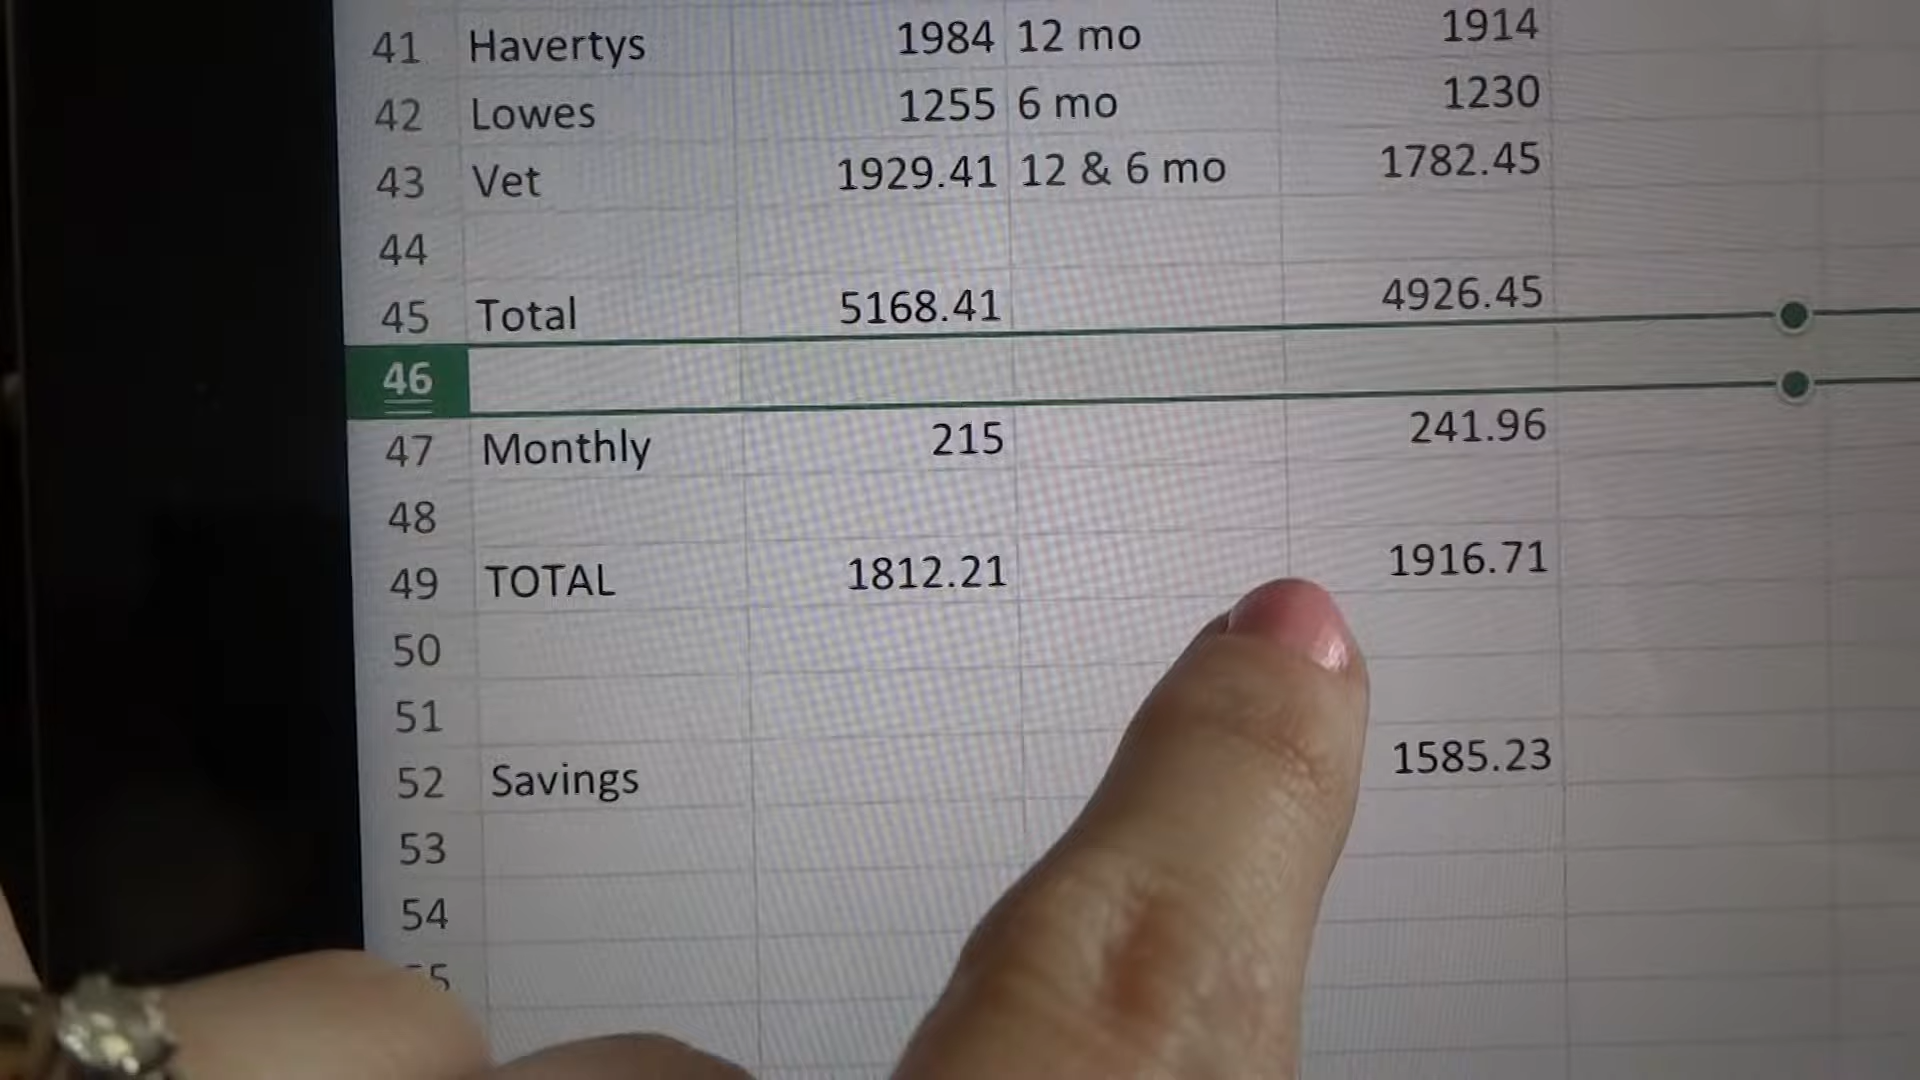 41 Havertys 1984 12 mo 1914
42 Lowes 1255 6 mo 1230
43 Vet 1929.41 12 & 6 mo 1782.45
44
45 Total 5168.41 4926.45
46
47 Monthly 215 241.96
48
49 TOTAL 1812.21 1916.71
50
51
52 Savings 1585.23
53
54